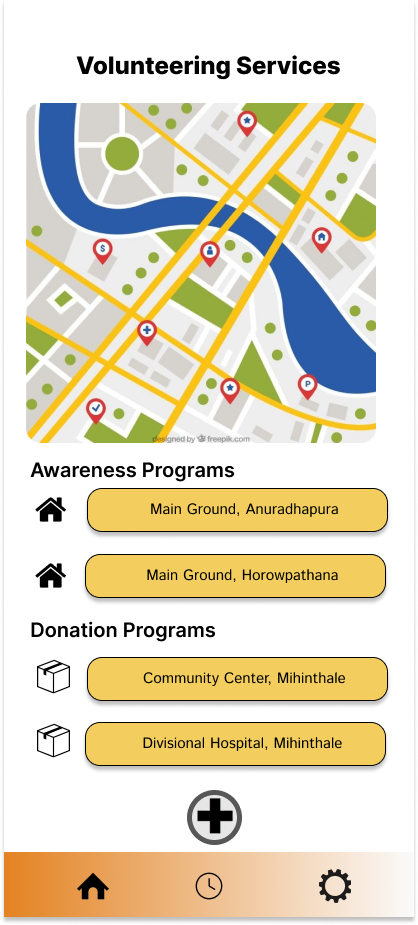 Volunteering Services
$
P
designed by freepik.com
Awareness Programs
Main Ground, Anuradhapura
Main Ground, Horowpathana
Donation Programs
Community Center, Mihinthale
Divisional Hospital, Mihinthale